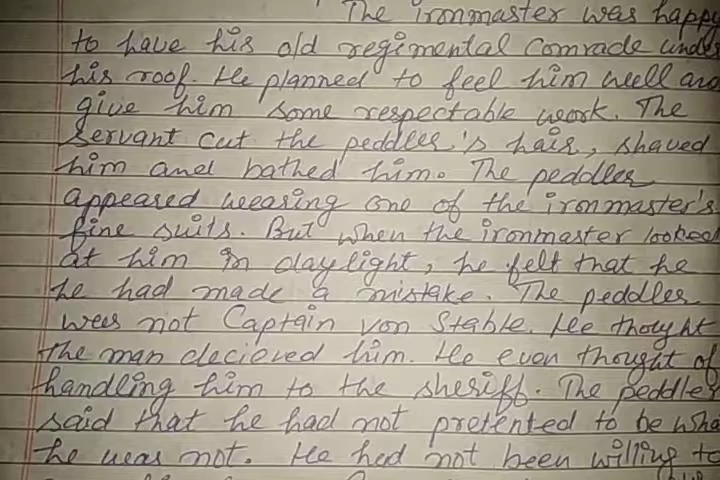 The ironmaster was happy
to have his old regimental comrade under
his roof. He planned to feel him well and
give him some respectable work. The
servant cut the peddler's hair, shaved
him and bathed him. The peddler
appeared wearing one of the ironmaster's
fine suits. But when the ironmaster looked
at him in daylight, he felt that he
he had made a mistake. The peddler
was not Captain von Stable. He thought
the man decieved him. He even thought of
handling him to the sheriff. The peddler
said that he had not pretented to be wha
he was not. He had not been willing to